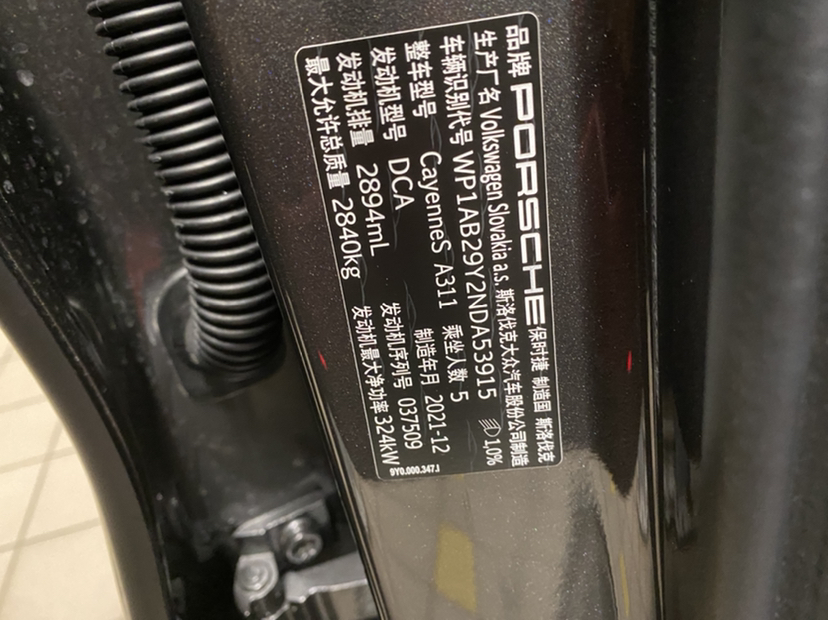 品牌 PORSCHE 保时捷 制造国 斯洛伐克
生产厂名 Volkswagen Slovakia a.s. 斯洛伐克大众汽车股份公司制造
车辆识别代号 WP1AB29Y2NDA53915 1,0%
整车型号 CayenneS A311 乘坐人数 5
发动机型号 DCA 制造年月 2021-12
发动机排量 2894mL 发动机序列号 037509
最大允许总质量 2840kg 发动机最大净功率 324kW
9Y0.000.347.J